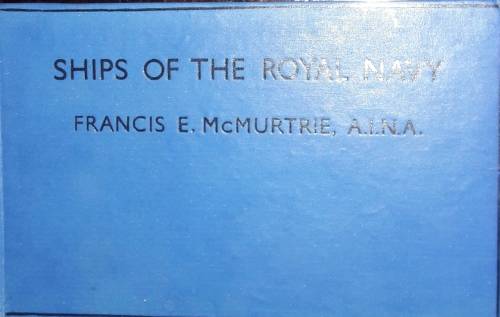 SHIPS OF THE ROYAL NAVY
FRANCIS E. McMURTRIE, A.I.N.A.